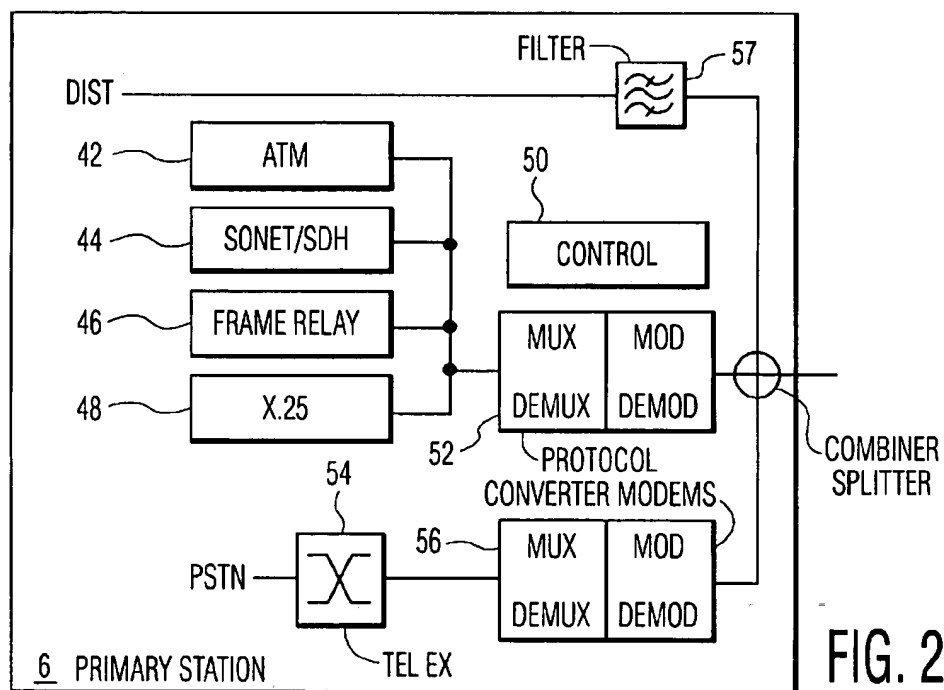 FILTER
57
DIST
42
ATM
50
44
SONET/SDH
CONTROL
46
FRAME RELAY
MUX
MOD
48
X.25
DEMUX
DEMOD
52
PROTOCOL
CONVERTER MODEMS
COMBINER
SPLITTER
54
56
MUX
MOD
PSTN
DEMUX
DEMOD
TEL EX
6 PRIMARY STATION
FIG. 2